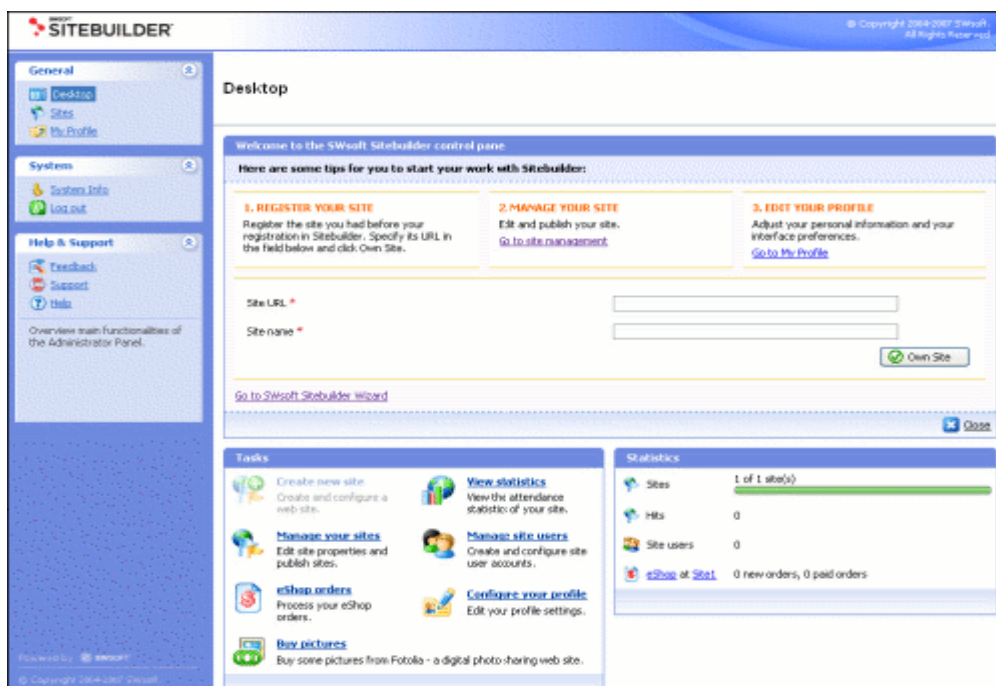 SWSOFT
SITEBUILDER
© Copyright 2004-2007 SWsoft.
All Rights Reserved.
General
Desktop
Sites
My Profile
System
System Info
Log out
Help & Support
Feedback
Support
Help
Overview main functionalities of
the Administrator Panel.
Powered by SWSOFT
© Copyright 2004-2007 SWsoft
Desktop
Welcome to the SWsoft Sitebuilder control pane
Here are some tips for you to start your work with Sitebuilder:
1. REGISTER YOUR SITE
Register the site you had before your
registration in Sitebuilder. Specify its URL in
the field below and click Own Site.
2. MANAGE YOUR SITE
Edit and publish your site.
Go to site management
3. EDIT YOUR PROFILE
Adjust your personal information and your
interface preferences.
Go to My Profile
Site URL *
Site name *
Own Site
Go to SWsoft Sitebuilder Wizard
Close
Tasks
Create new site
Create and configure a
web site.
View statistics
View the attendance
statistic of your site.
Manage your sites
Edit site properties and
publish sites.
Manage site users
Create and configure site
user accounts.
eShop orders
Process your eShop
orders.
Configure your profile
Edit your profile settings.
Buy pictures
Buy some pictures from Fotolia - a digital photo sharing web site.
Statistics
Sites 1 of 1 site(s)
Hits 0
Site users 0
eShop at Site1 0 new orders, 0 paid orders